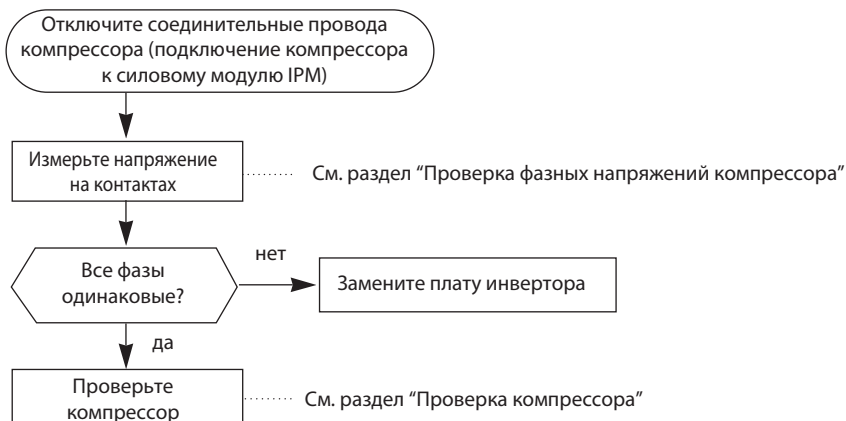 Отключите соединительные провода
компрессора (подключение компрессора
к силовому модулю IPM)
Измерьте напряжение
на контактах
См. раздел “Проверка фазных напряжений компрессора”
Все фазы
одинаковые?
нет
Замените плату инвертора
да
Проверьте
компрессор
См. раздел “Проверка компрессора”